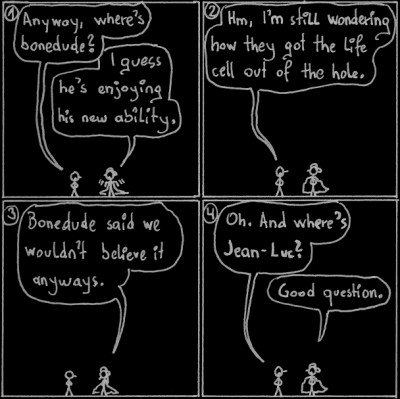 1
Anyway, where's
bonedude?
I guess
he's enjoying
his new ability.
2
Hm, I'm still wondering
how they got the life
cell out of the hole.
3
Bonedude said we
wouldn't believe it
anyways.
4
Oh. And where's
Jean-Luc?
Good question.